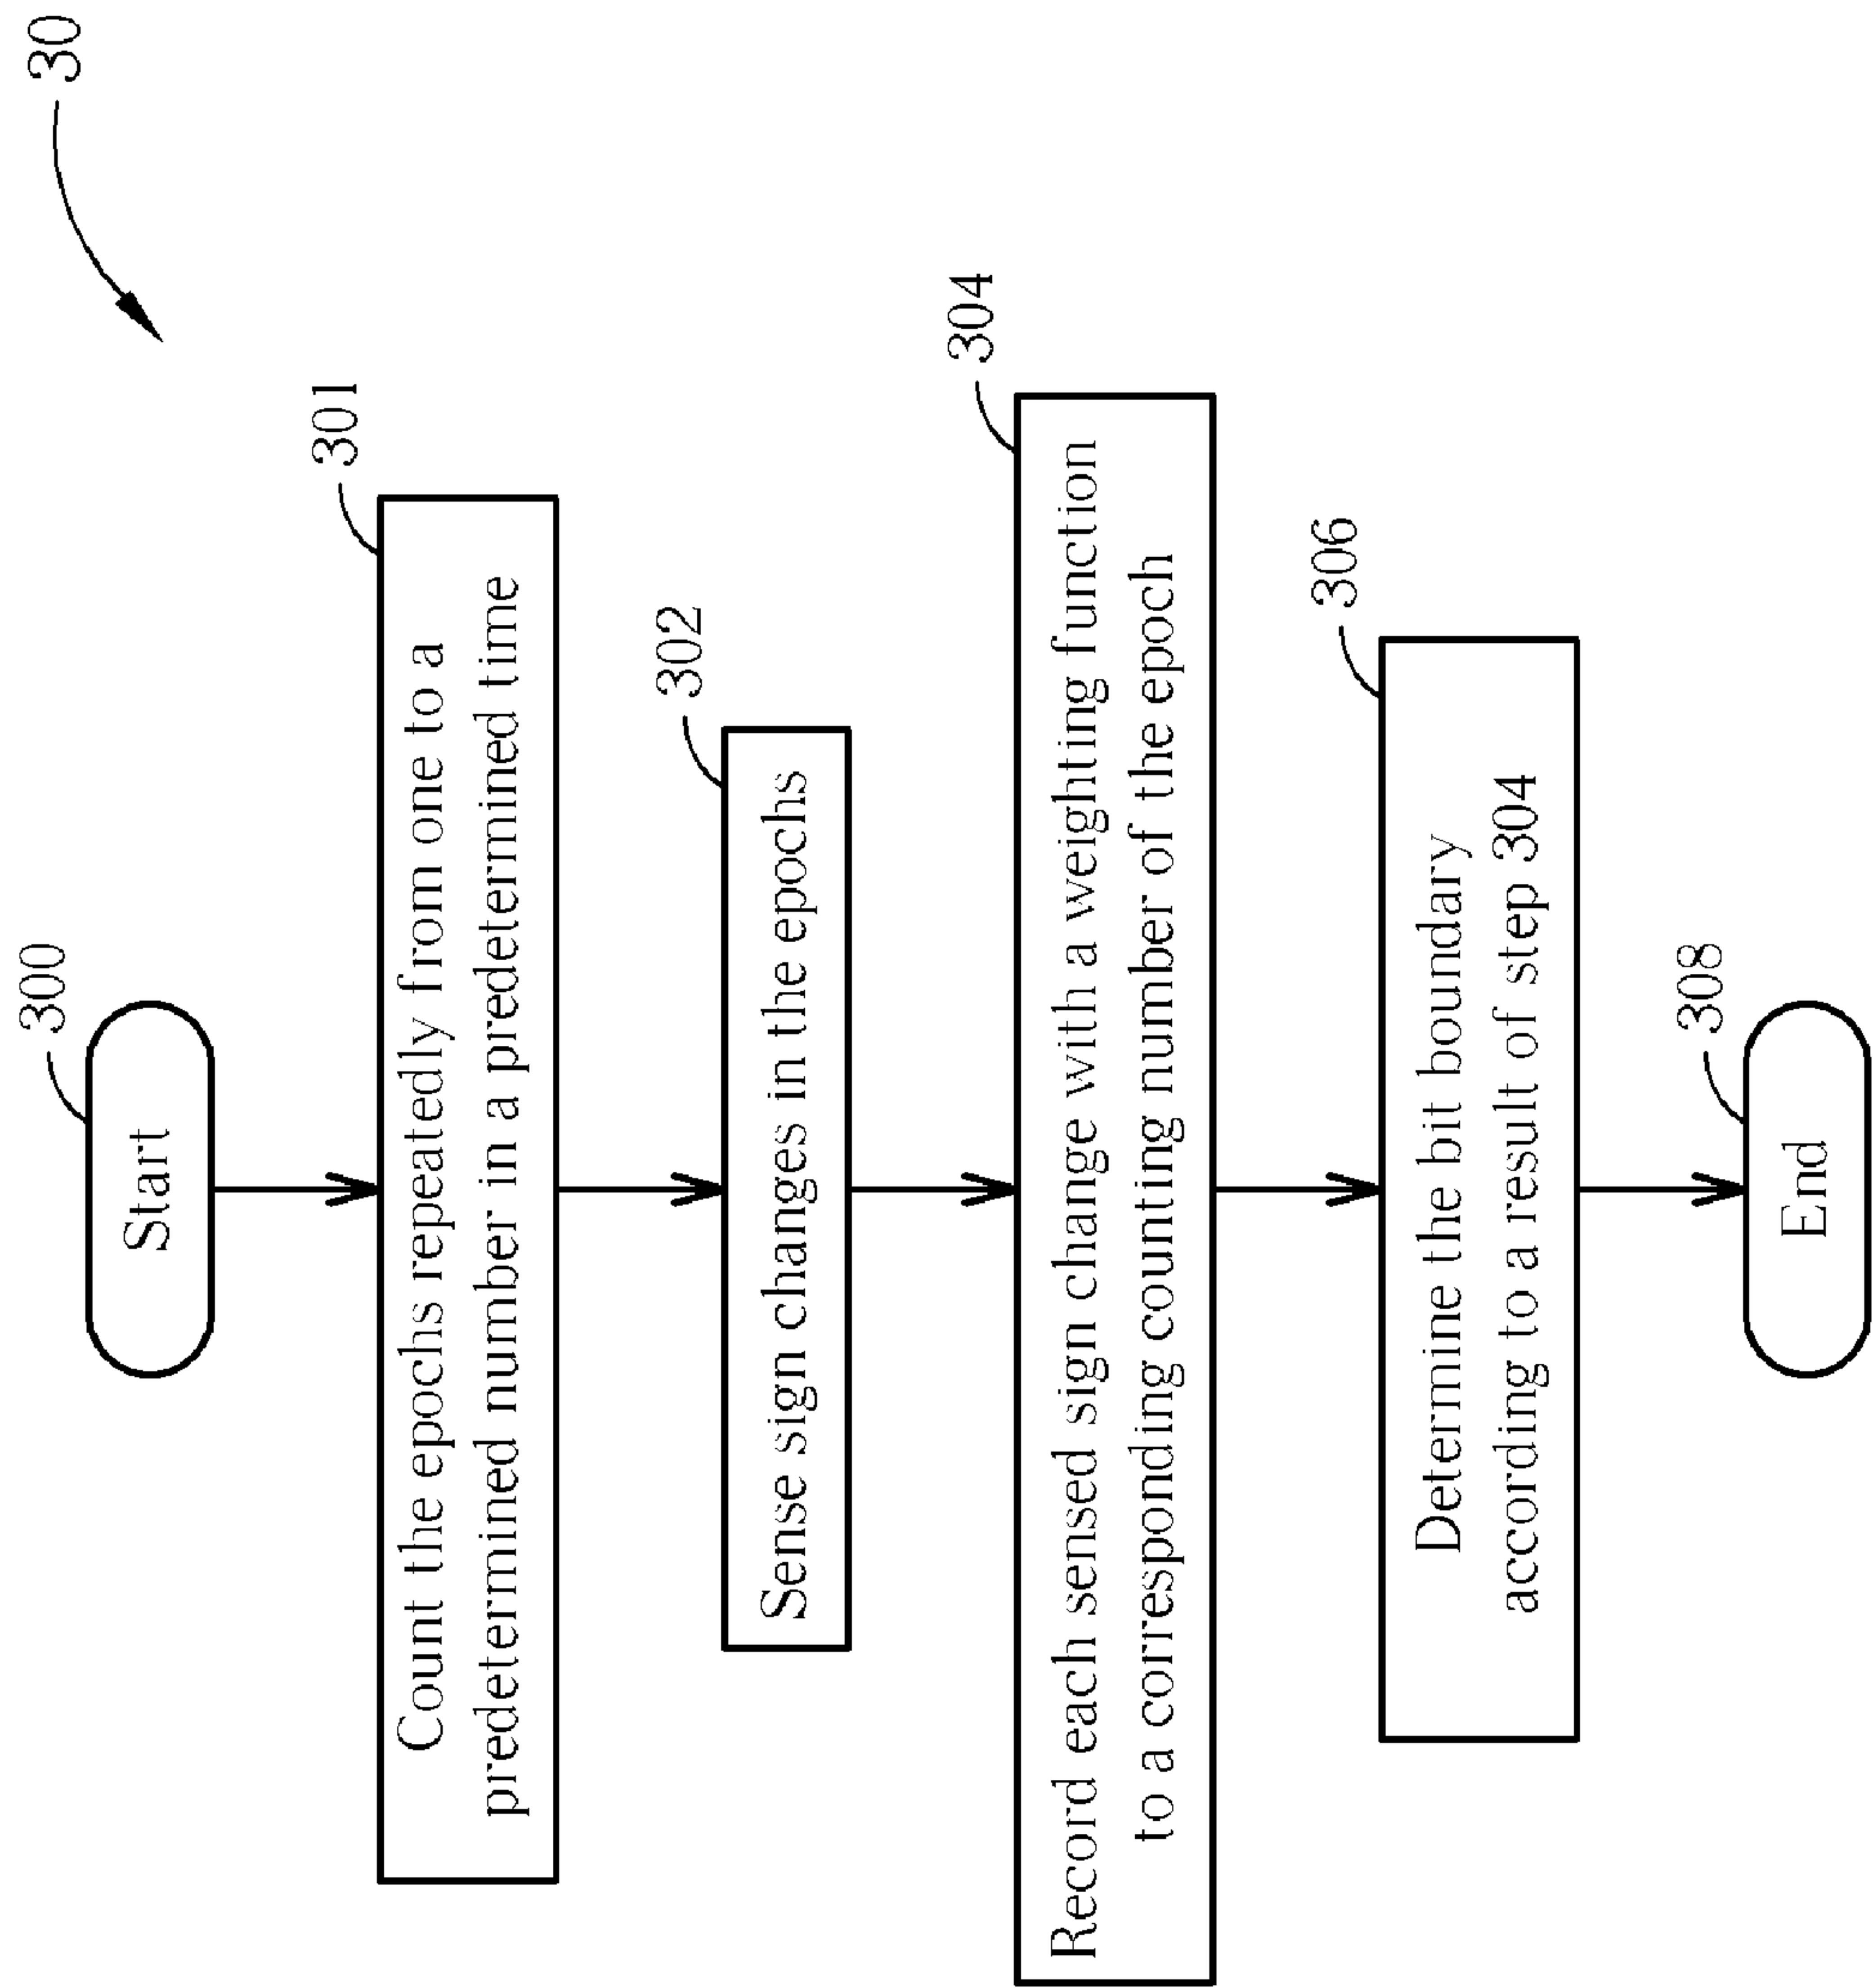 30
300
Start
301
Count the epochs repeatedly from one to a
predetermined number in a predetermined time
302
Sense sign changes in the epochs
304
Record each sensed sign change with a weighting function
to a corresponding counting number of the epoch
306
Determine the bit boundary
according to a result of step 304
308
End